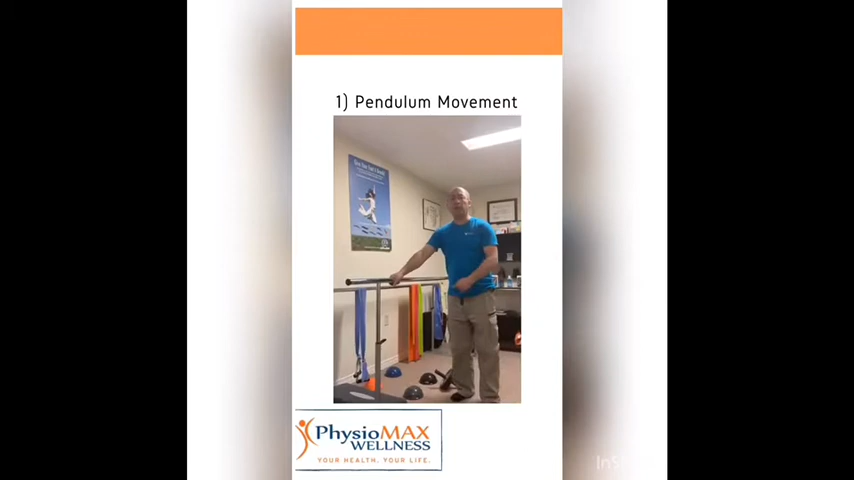 1) Pendulum Movement
PhysioMAX
WELLNESS
YOUR HEALTH. YOUR LIFE.